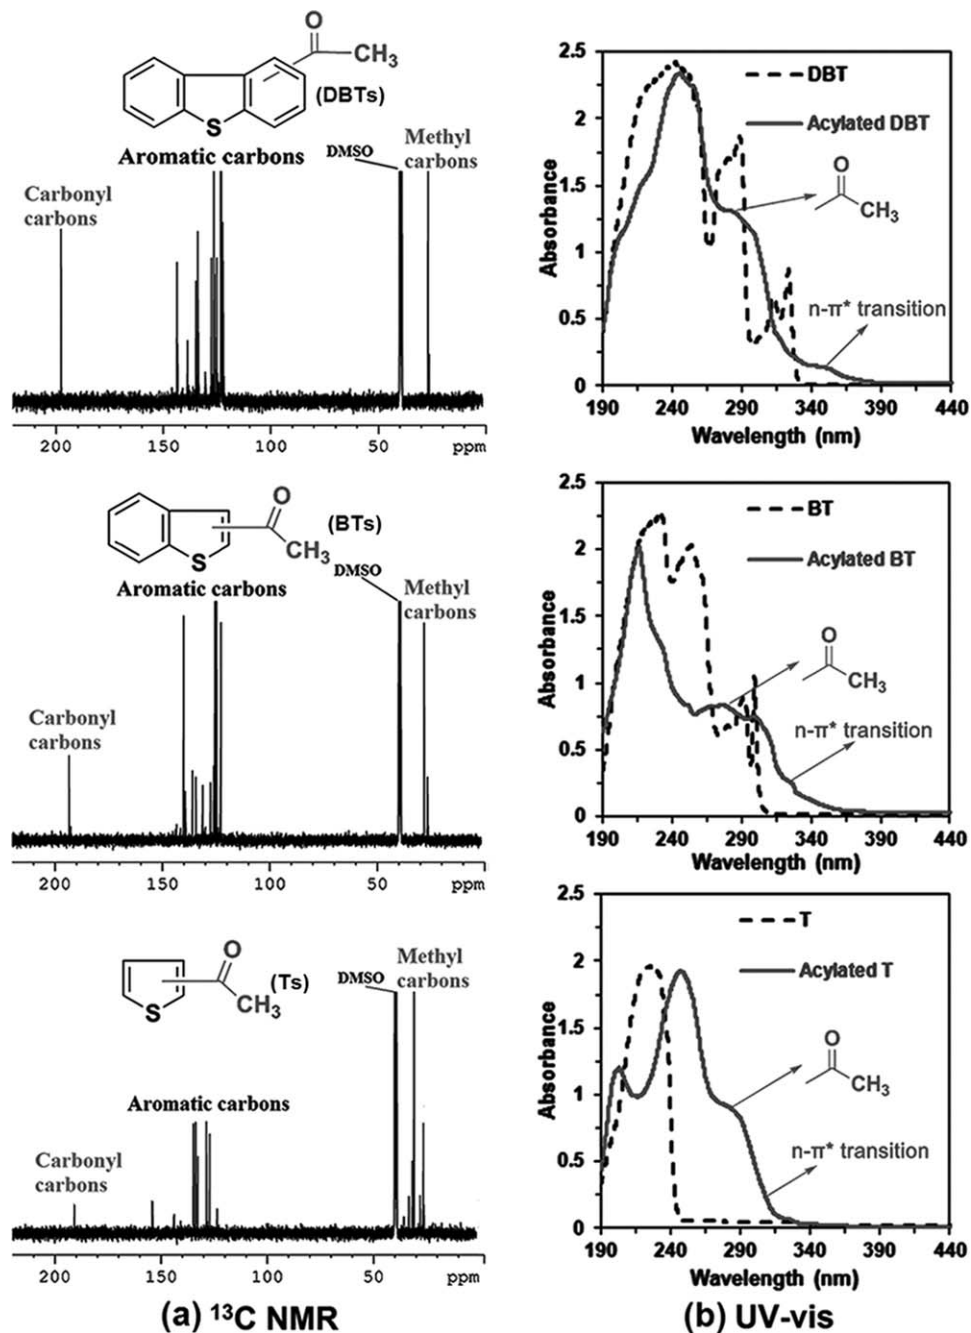 O
CH3
(DBTs)
S
Aromatic carbons
DMSO
Methyl
carbons
Carbonyl
carbons
200
150
100
50
ppm
2.5
2
1.5
1
0.5
0
Absorbance
DBT
Acylated DBT
O
CH3
n-π* transition
190
240
290
340
390
440
Wavelength (nm)
O
CH3
(BTs)
S
Aromatic carbons
DMSO
Methyl
carbons
Carbonyl
carbons
200
150
100
50
ppm
2.5
2
1.5
1
0.5
0
Absorbance
BT
Acylated BT
O
CH3
n-π* transition
190
240
290
340
390
440
Wavelength (nm)
O
CH3
(Ts)
S
Aromatic carbons
DMSO
Methyl
carbons
Carbonyl
carbons
200
150
100
50
ppm
2.5
2
1.5
1
0.5
0
Absorbance
T
Acylated T
O
CH3
n-π* transition
190
240
290
340
390
440
Wavelength (nm)
(a) ¹³C NMR
(b) UV-vis